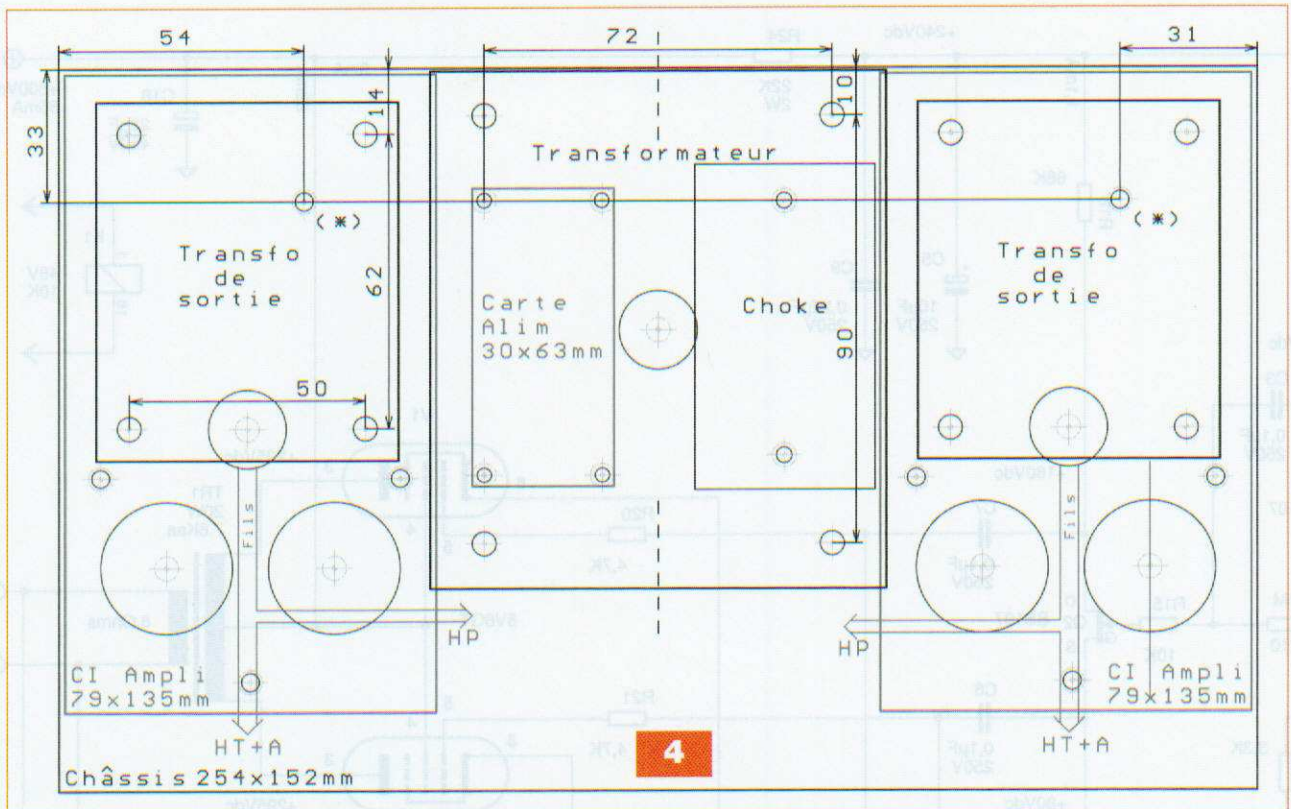 54
72
31
33
14
10
Transformateur
(*)
(*)
Transfo
de
sortie
62
Carte
Alim
30x63mm
Choke
90
Transfo
de
sortie
50
Fils
Fils
HP
HP
CI Ampli
79x135mm
CI Ampli
79x135mm
HT+A
HT+A
4
Châssis 254x152mm